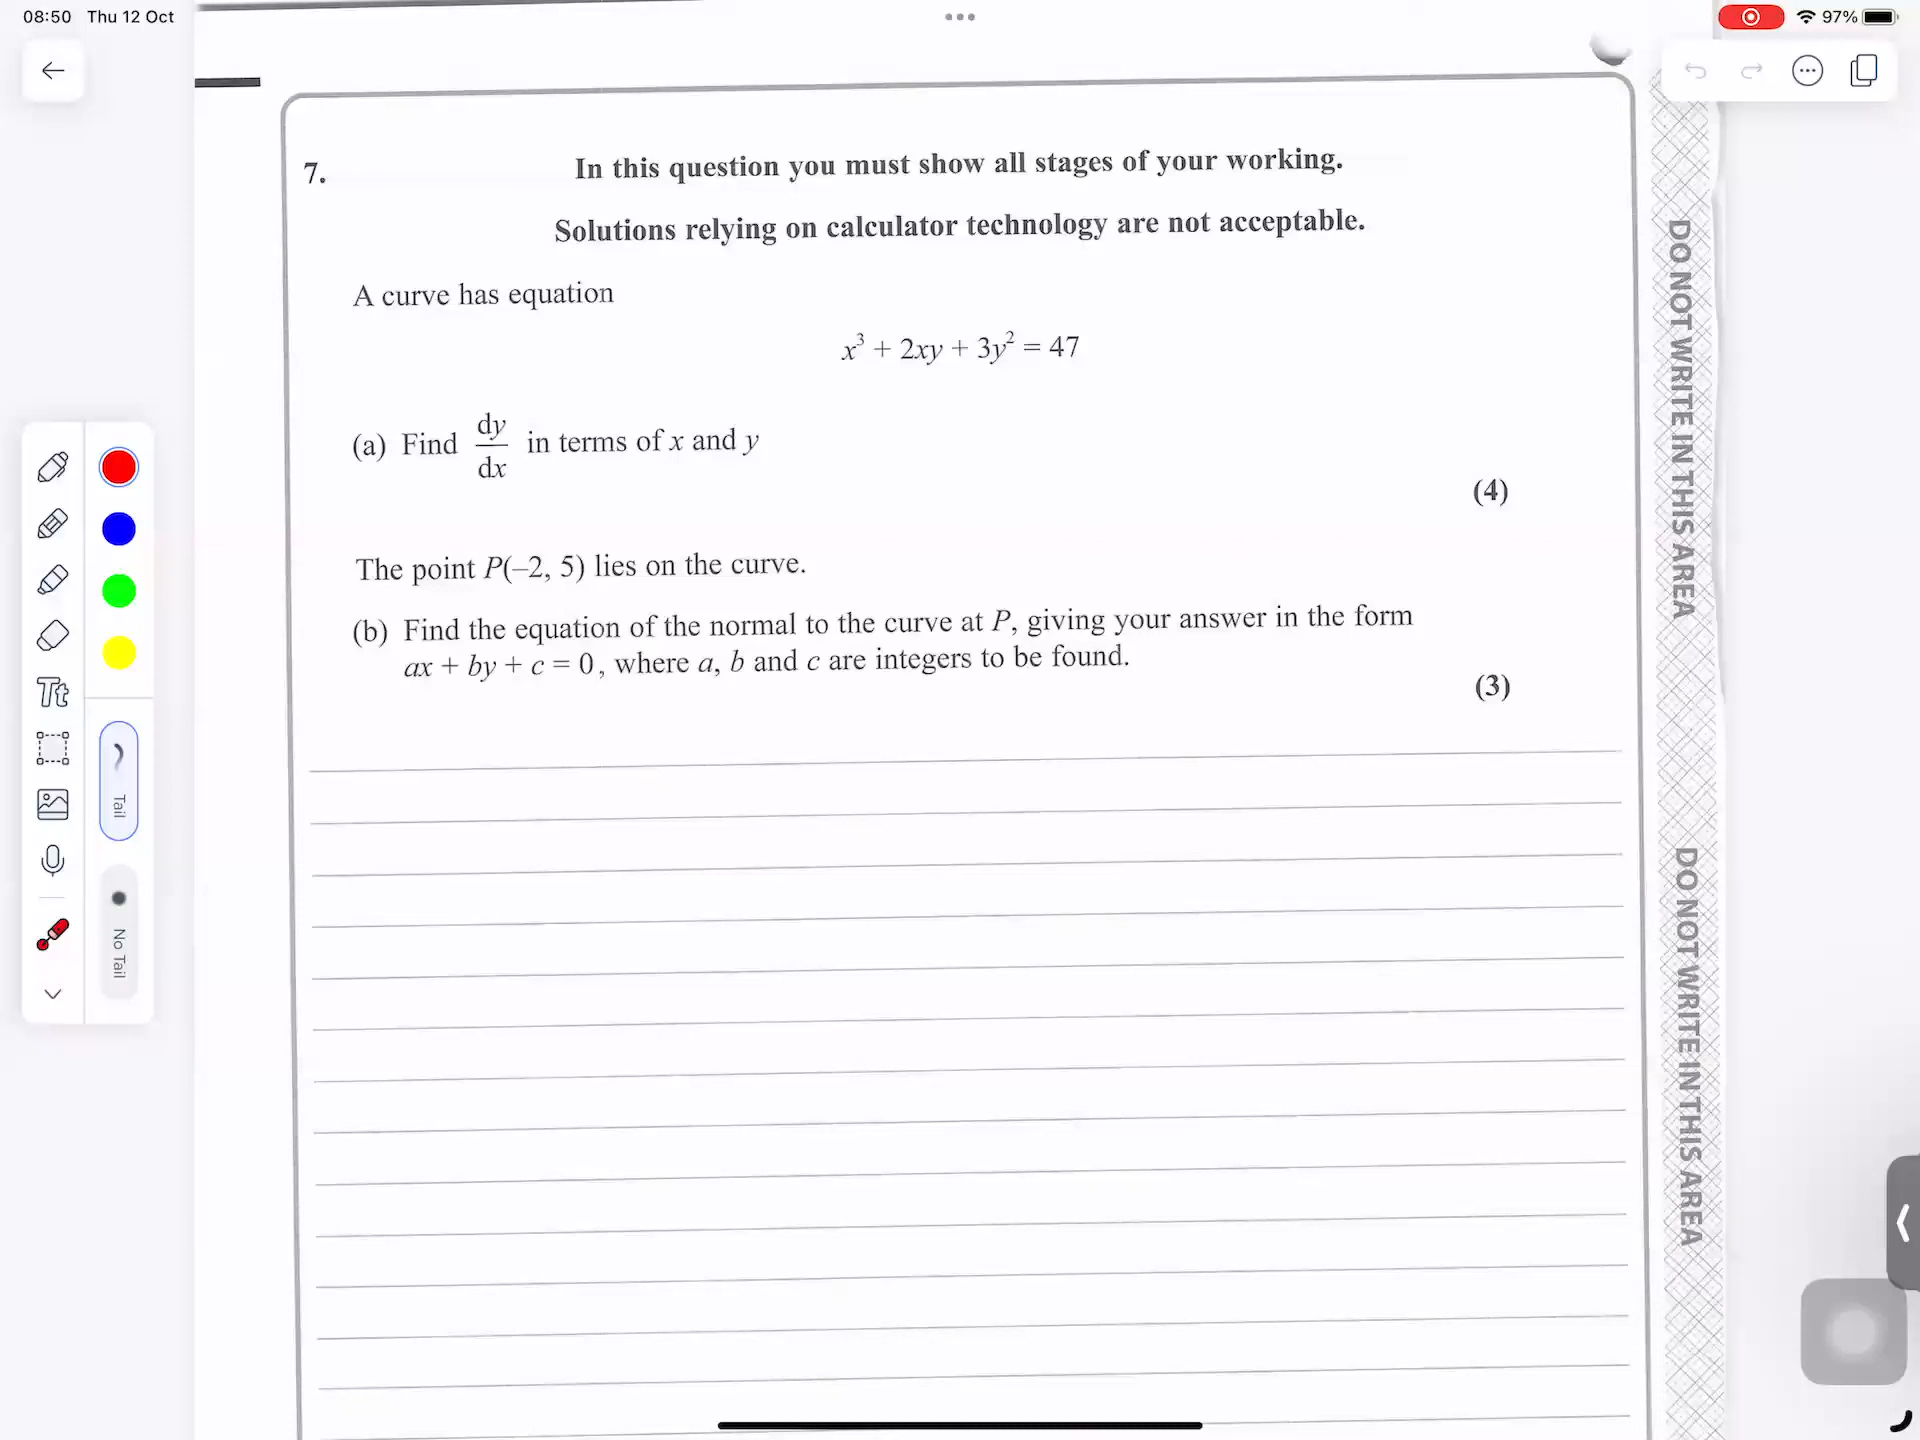 08:50 Thu 12 Oct
97%
7. In this question you must show all stages of your working.
Solutions relying on calculator technology are not acceptable.
A curve has equation
x³ + 2xy + 3y² = 47
(a) Find dy/dx in terms of x and y
(4)
The point P(–2, 5) lies on the curve.
(b) Find the equation of the normal to the curve at P, giving your answer in the form
ax + by + c = 0, where a, b and c are integers to be found.
(3)
Tt
Tail
No Tail
DO NOT WRITE IN THIS AREA
DO NOT WRITE IN THIS AREA